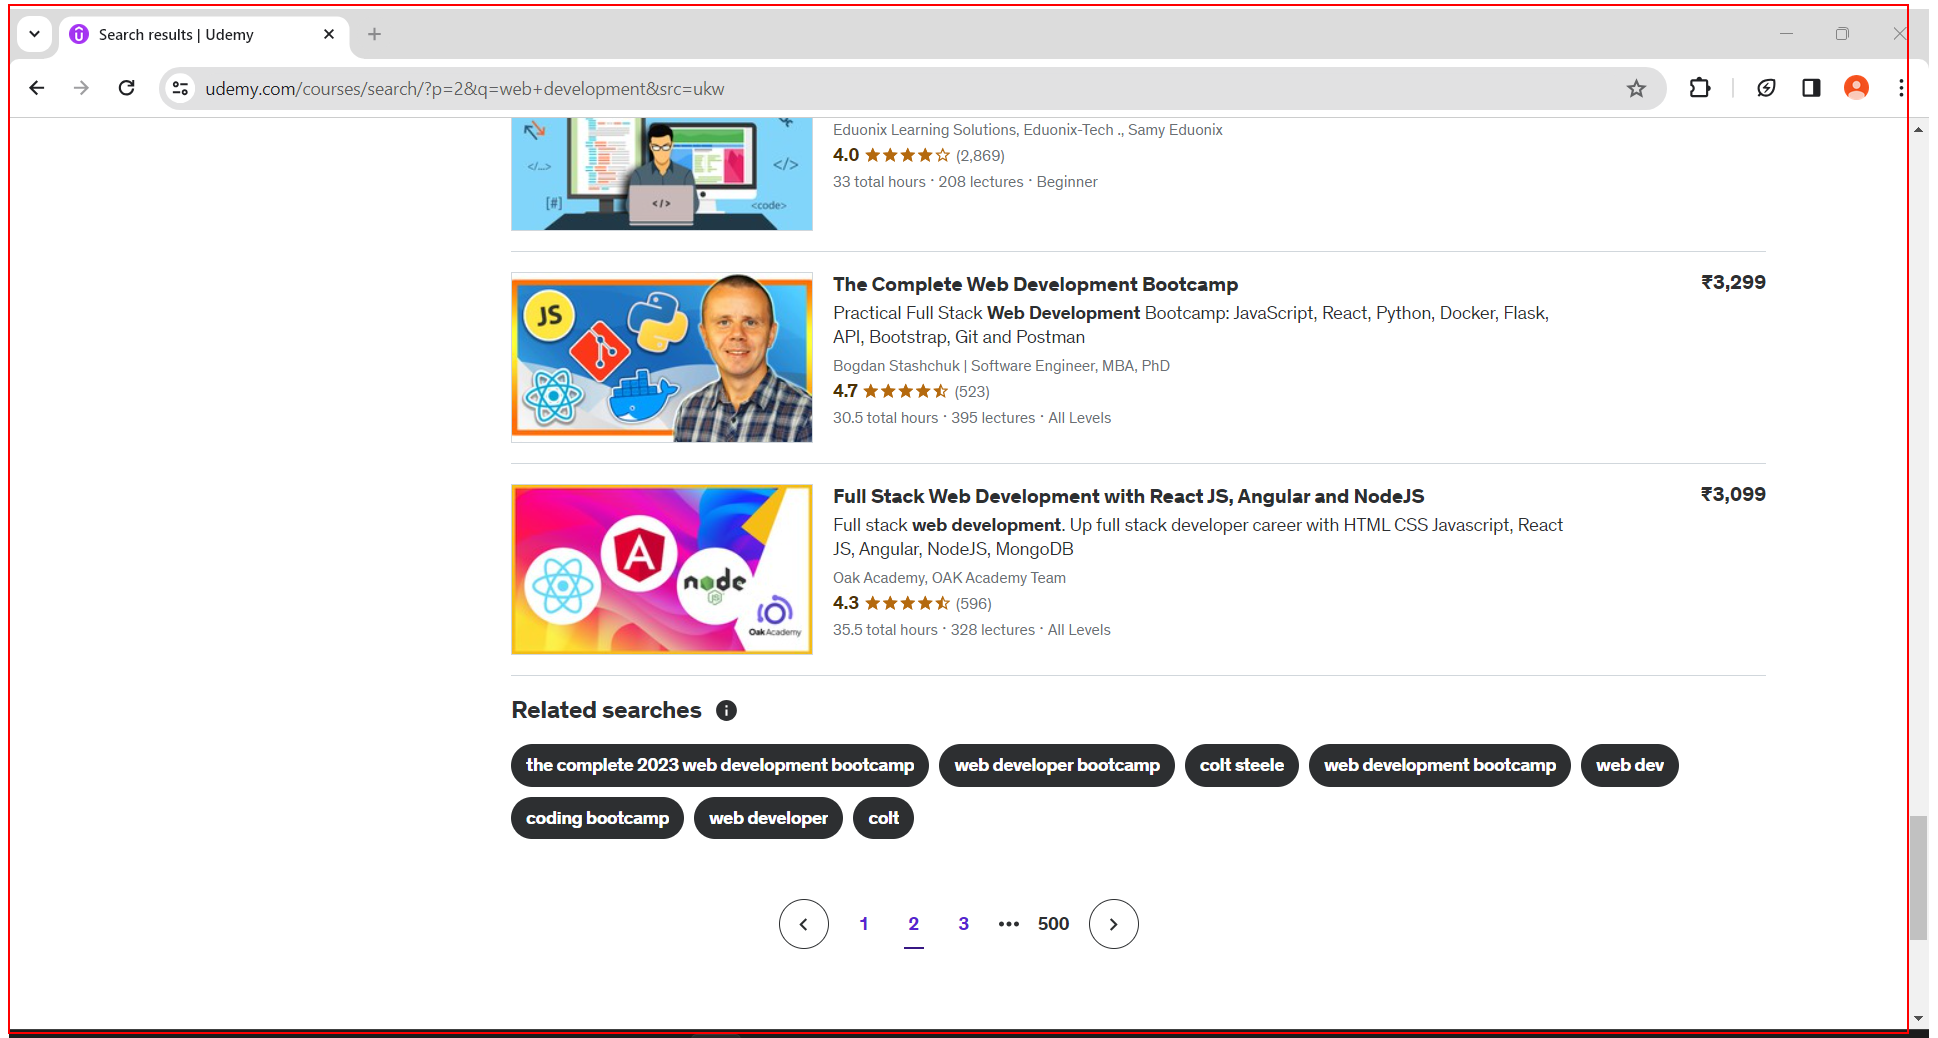 Search results | Udemy
udemy.com/courses/search/?p=2&q=web+development&src=ukw
</...>
</>
[#]
</>
<code>
Eduonix Learning Solutions, Eduonix-Tech ., Samy Eduonix
4.0 (2,869)
33 total hours · 208 lectures · Beginner
JS
The Complete Web Development Bootcamp
₹3,299
Practical Full Stack Web Development Bootcamp: JavaScript, React, Python, Docker, Flask,
API, Bootstrap, Git and Postman
Bogdan Stashchuk | Software Engineer, MBA, PhD
4.7 (523)
30.5 total hours · 395 lectures · All Levels
A
node
JS
Oak Academy
Full Stack Web Development with React JS, Angular and NodeJS
₹3,099
Full stack web development. Up full stack developer career with HTML CSS Javascript, React
JS, Angular, NodeJS, MongoDB
Oak Academy, OAK Academy Team
4.3 (596)
35.5 total hours · 328 lectures · All Levels
Related searches
the complete 2023 web development bootcamp web developer bootcamp colt steele web development bootcamp web dev
coding bootcamp web developer colt
1 2 3 ••• 500